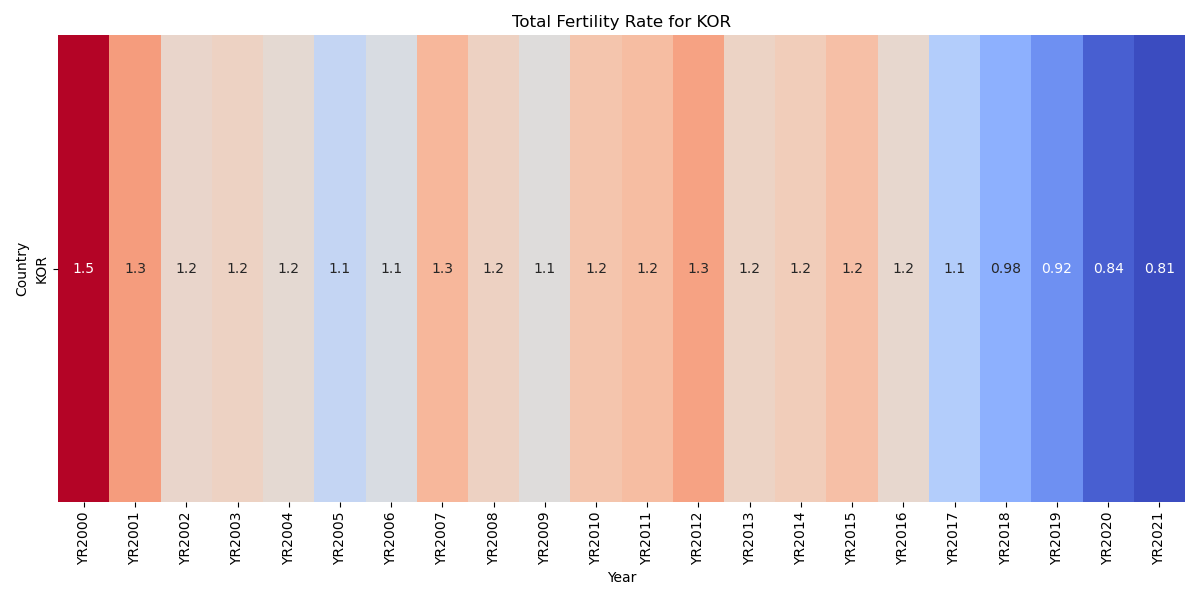 Total Fertility Rate for KOR
Country
KOR
1.5 1.3 1.2 1.2 1.2 1.1 1.1 1.3 1.2 1.1 1.2 1.2 1.3 1.2 1.2 1.2 1.2 1.1 0.98 0.92 0.84 0.81
YR2000 YR2001 YR2002 YR2003 YR2004 YR2005 YR2006 YR2007 YR2008 YR2009 YR2010 YR2011 YR2012 YR2013 YR2014 YR2015 YR2016 YR2017 YR2018 YR2019 YR2020 YR2021
Year